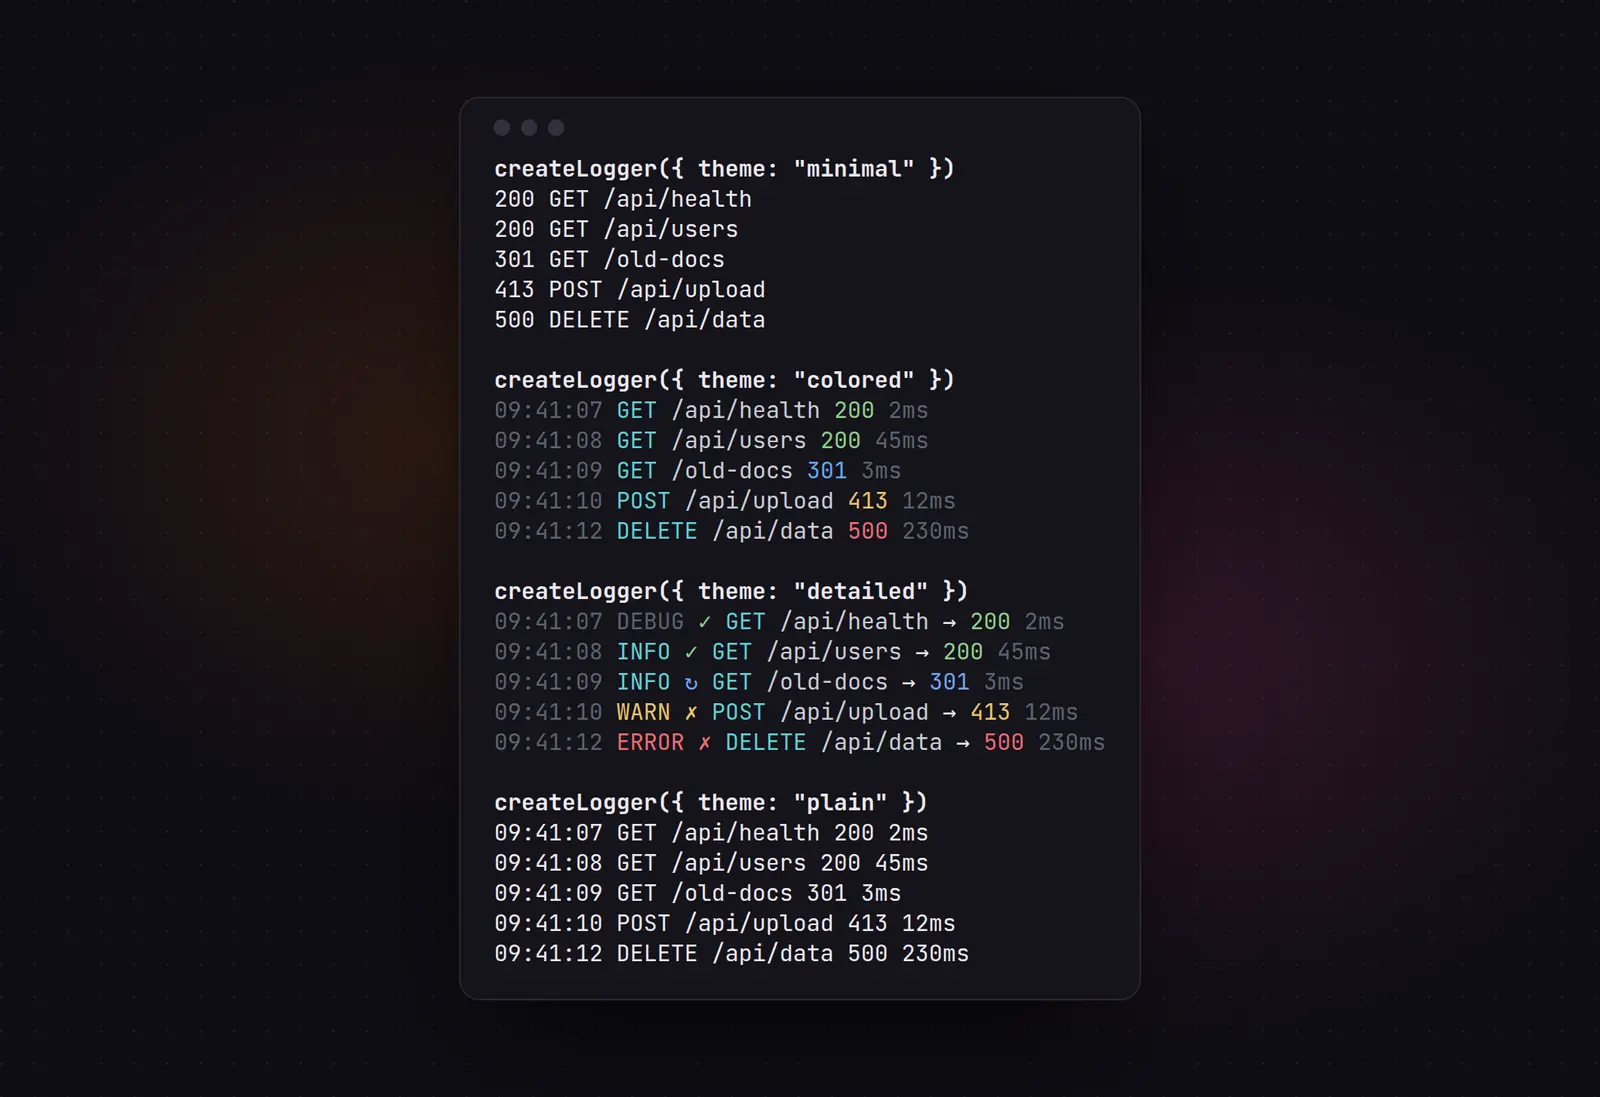 createLogger({ theme: "minimal" })
200 GET /api/health
200 GET /api/users
301 GET /old-docs
413 POST /api/upload
500 DELETE /api/data
createLogger({ theme: "colored" })
09:41:07 GET /api/health 200 2ms
09:41:08 GET /api/users 200 45ms
09:41:09 GET /old-docs 301 3ms
09:41:10 POST /api/upload 413 12ms
09:41:12 DELETE /api/data 500 230ms
createLogger({ theme: "detailed" })
09:41:07 DEBUG ✓ GET /api/health → 200 2ms
09:41:08 INFO ✓ GET /api/users → 200 45ms
09:41:09 INFO ↻ GET /old-docs → 301 3ms
09:41:10 WARN ✗ POST /api/upload → 413 12ms
09:41:12 ERROR ✗ DELETE /api/data → 500 230ms
createLogger({ theme: "plain" })
09:41:07 GET /api/health 200 2ms
09:41:08 GET /api/users 200 45ms
09:41:09 GET /old-docs 301 3ms
09:41:10 POST /api/upload 413 12ms
09:41:12 DELETE /api/data 500 230ms